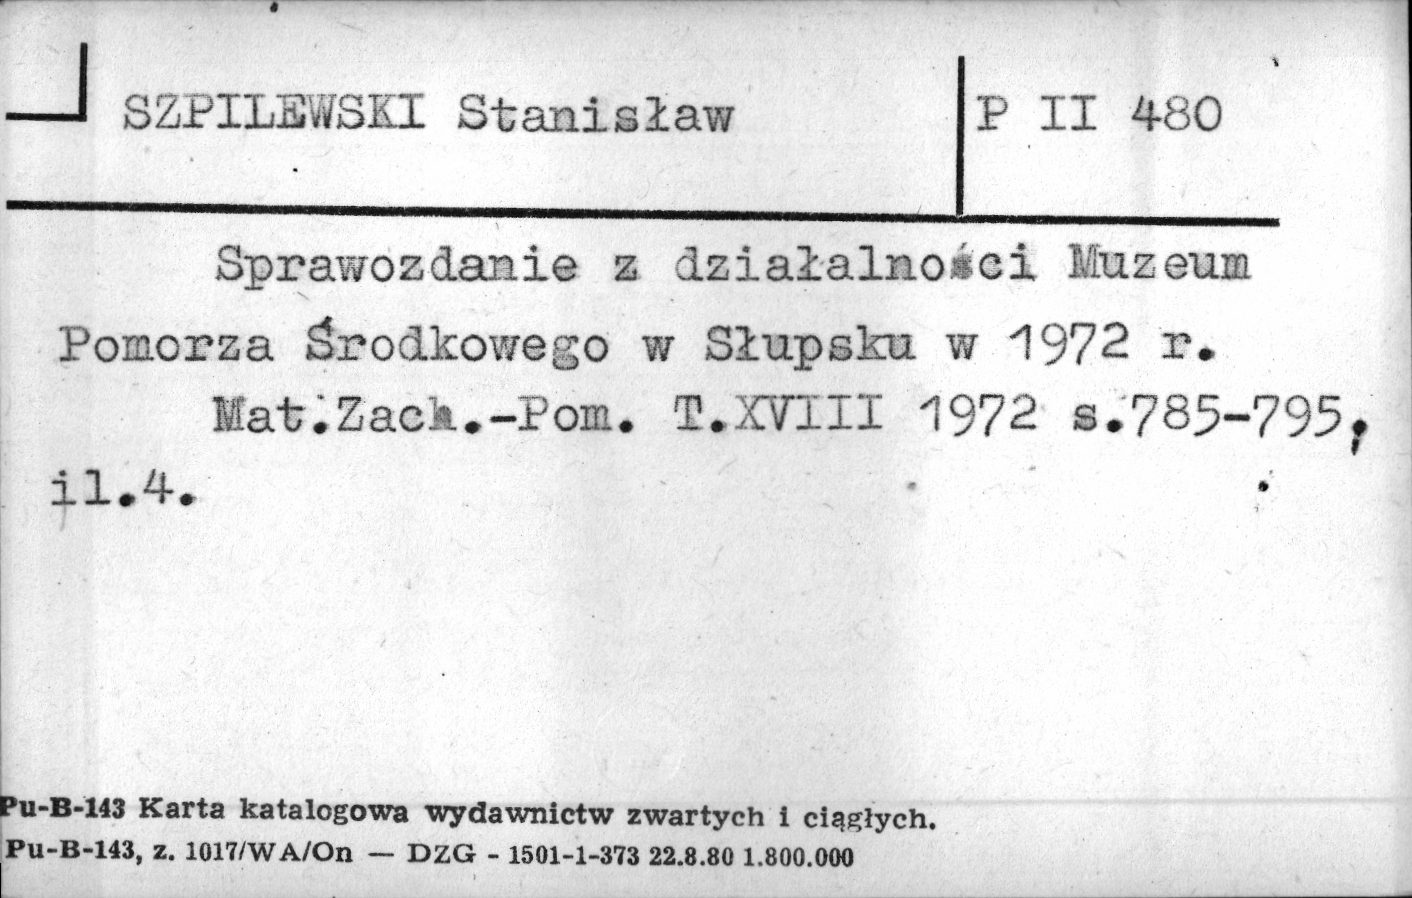 SZPILEWSKI Stanisław
P II 480
Sprawozdanie z działalności Muzeum
Pomorza Środkowego w Słupsku w 1972 r.
Mat.Zach.-Pom. T.XVIII 1972 s.785-795,
il.4.
Pu-B-143 Karta katalogowa wydawnictw zwartych i ciągłych.
Pu-B-143, z. 1017/WA/On — DZG - 1501-1-373 22.8.80 1.800.000